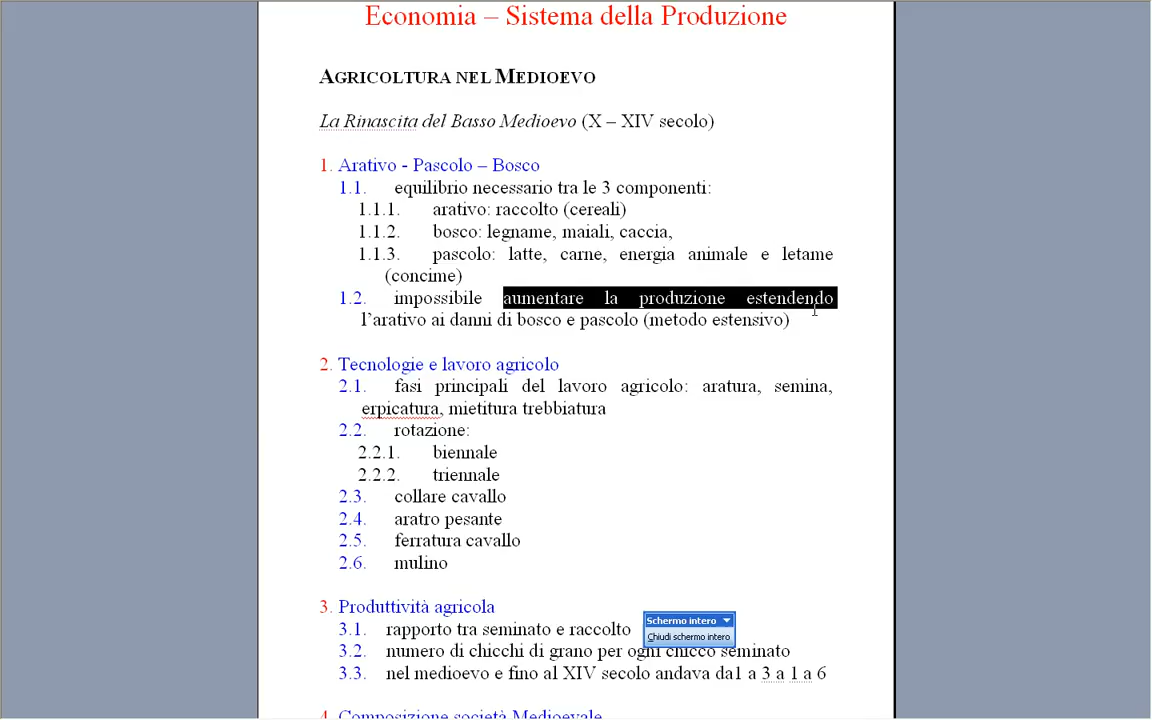 Economia – Sistema della Produzione
AGRICOLTURA NEL MEDIOEVO
La Rinascita del Basso Medioevo (X – XIV secolo)
1. Arativo - Pascolo – Bosco
1.1. equilibrio necessario tra le 3 componenti:
1.1.1. arativo: raccolto (cereali)
1.1.2. bosco: legname, maiali, caccia,
1.1.3. pascolo: latte, carne, energia animale e letame
(concime)
1.2. impossibile aumentare la produzione estendendo
l’arativo ai danni di bosco e pascolo (metodo estensivo)
2. Tecnologie e lavoro agricolo
2.1. fasi principali del lavoro agricolo: aratura, semina,
erpicatura, mietitura trebbiatura
2.2. rotazione:
2.2.1. biennale
2.2.2. triennale
2.3. collare cavallo
2.4. aratro pesante
2.5. ferratura cavallo
2.6. mulino
3. Produttività agricola
3.1. rapporto tra seminato e raccolto
Schermo intero
Chiudi schermo intero
3.2. numero di chicchi di grano per ogni chicco seminato
3.3. nel medioevo e fino al XIV secolo andava da1 a 3 a 1 a 6
4. Composizione società Medioevale